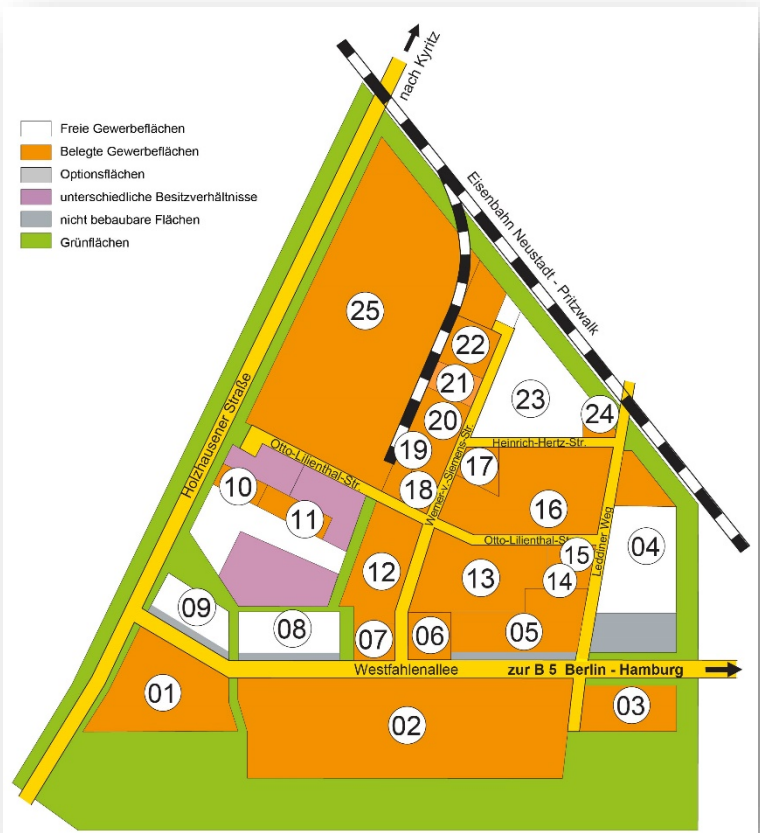 nach Kyritz
Freie Gewerbeflächen
Belegte Gewerbeflächen
Optionsflächen
unterschiedliche Besitzverhältnisse
nicht bebaubare Flächen
Grünflächen
Eisenbahn Neustadt - Pritzwalk
Holzhausener Straße
25
22
21
23
20
24
Heinrich-Hertz-Str.
Otto-Lilienthal-Str.
19
Werner-v.-Siemens-Str.
17
10
18
11
16
04
Otto-Lilienthal-St
Leddiner Weg
15
12
13
14
09
08
07
06
05
Westfahlenallee
zur B 5 Berlin - Hamburg
01
02
03